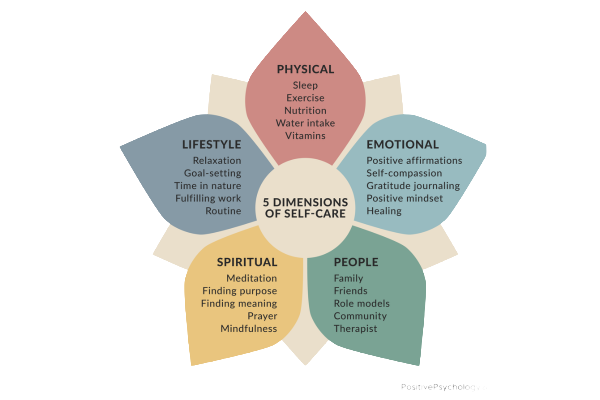 PHYSICAL
Sleep
Exercise
Nutrition
Water intake
Vitamins
LIFESTYLE
Relaxation
Goal-setting
Time in nature
Fulfilling work
Routine
EMOTIONAL
Positive affirmations
Self-compassion
Gratitude journaling
Positive mindset
Healing
5 DIMENSIONS
OF SELF-CARE
SPIRITUAL
Meditation
Finding purpose
Finding meaning
Prayer
Mindfulness
PEOPLE
Family
Friends
Role models
Community
Therapist